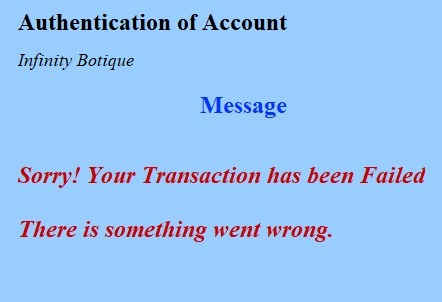 Authentication of Account
Infinity Botique
Message
Sorry! Your Transaction has been Failed
There is something went wrong.